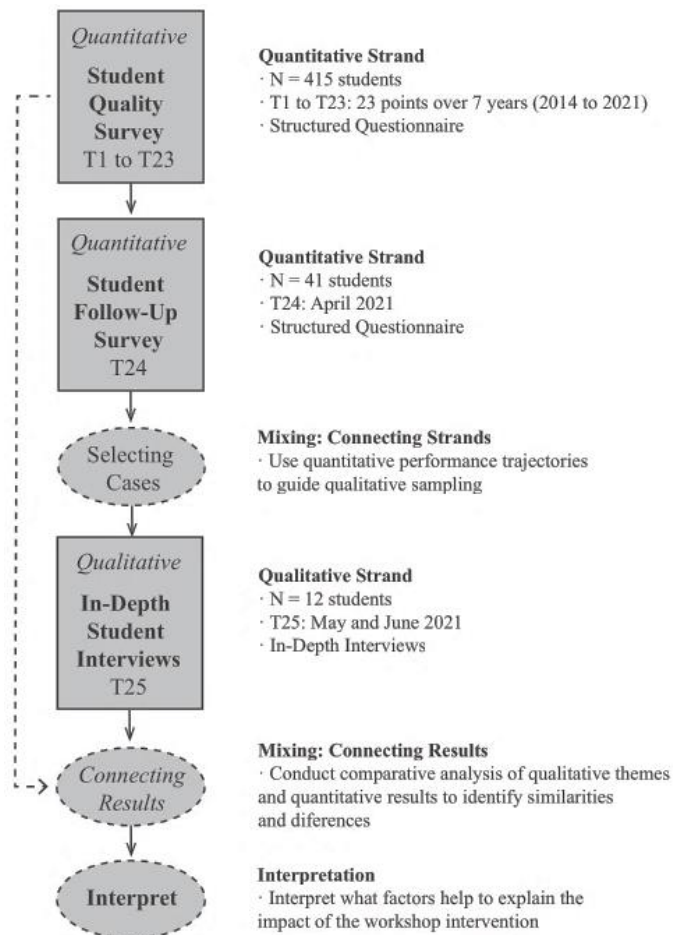 Quantitative
Student
Quality
Survey
T1 to T23
Quantitative Strand
· N = 415 students
· T1 to T23: 23 points over 7 years (2014 to 2021)
· Structured Questionnaire
Quantitative
Student
Follow-Up
Survey
T24
Quantitative Strand
· N = 41 students
· T24: April 2021
· Structured Questionnaire
Selecting
Cases
Mixing: Connecting Strands
· Use quantitative performance trajectories
to guide qualitative sampling
Qualitative
In-Depth
Student
Interviews
T25
Qualitative Strand
· N = 12 students
· T25: May and June 2021
· In-Depth Interviews
Connecting
Results
Mixing: Connecting Results
· Conduct comparative analysis of qualitative themes
and quantitative results to identify similarities
and diferences
Interpret
Interpretation
· Interpret what factors help to explain the
impact of the workshop intervention